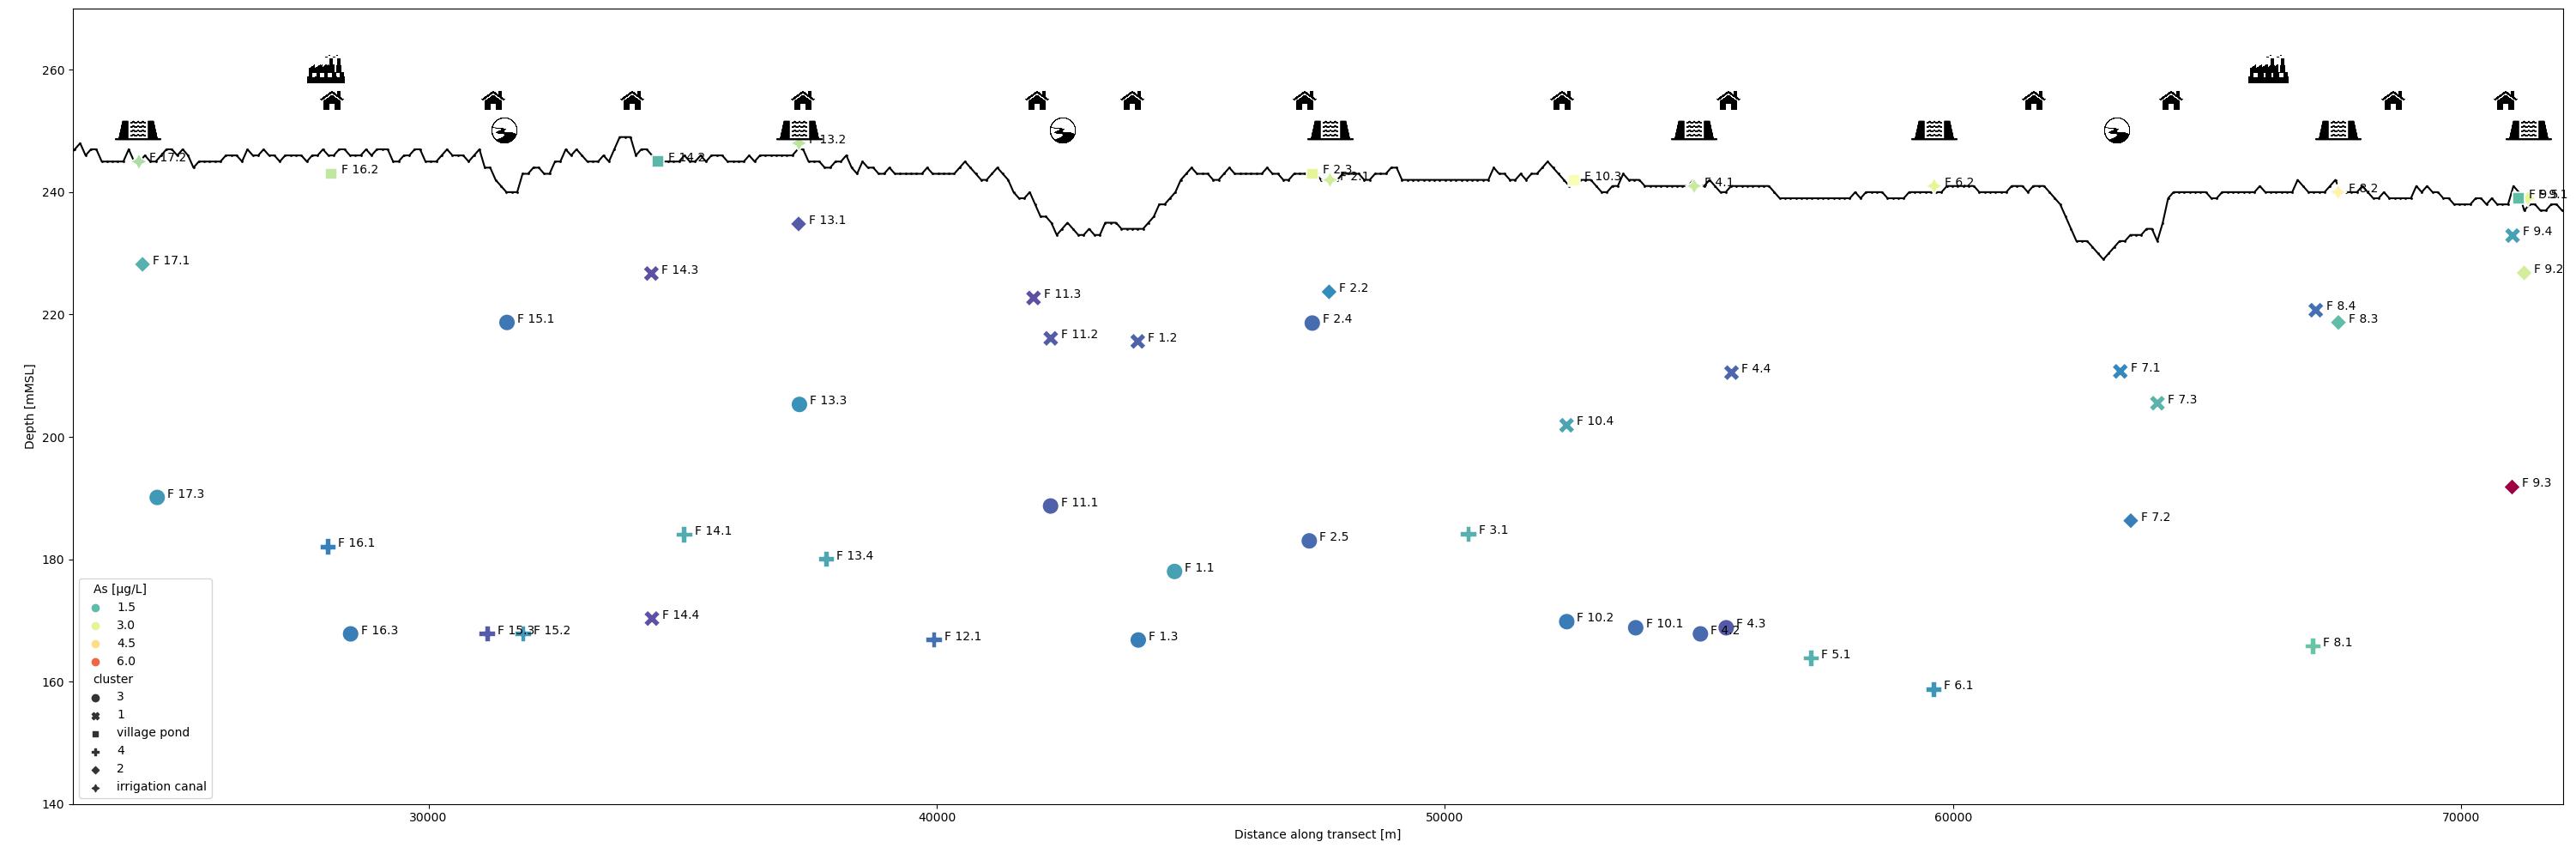 260
F 13.2
F 17.2
F 14.2
F 16.2
F 2.3
F 2.1
F 10.3
F 4.1
F 6.2
F 8.2
F 9.1
240
F 13.1
F 9.4
F 17.1
F 14.3
F 9.2
F 2.2
F 11.3
F 8.4
220
F 15.1
F 2.4
F 8.3
F 11.2
F 1.2
F 4.4
F 7.1
F 13.3
F 7.3
F 10.4
200
F 17.3
F 9.3
F 11.1
F 7.2
F 14.1
F 3.1
F 16.1
F 2.5
180
F 13.4
F 1.1
F 14.4
F 10.2
F 16.3
F 15.3
F 15.2
F 12.1
F 1.3
F 10.1
F 4.2
F 4.3
F 8.1
F 5.1
160
F 6.1
140
Depth [mMSL]
As [µg/L]
1.5
3.0
4.5
6.0
cluster
3
1
village pond
4
2
irrigation canal
30000
40000
50000
60000
70000
Distance along transect [m]